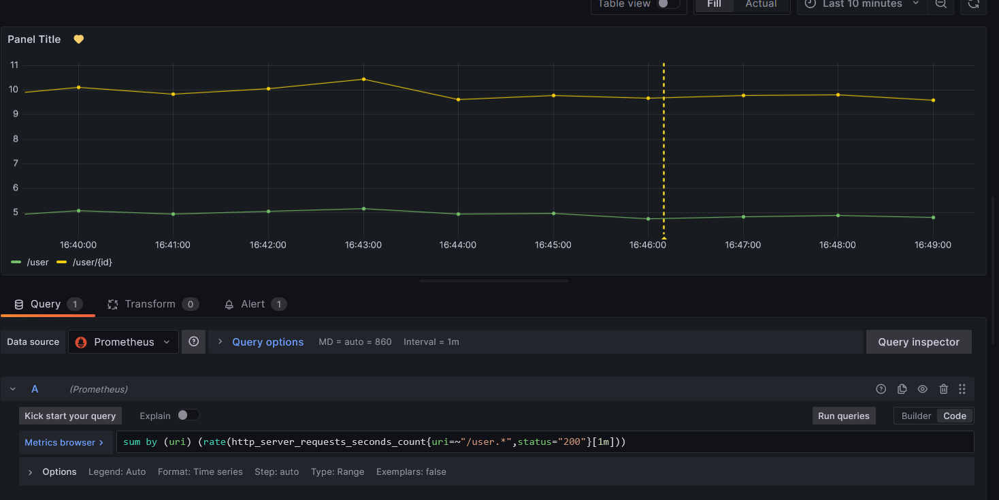 Table view Fill Actual Last 10 minutes
Panel Title
11
10
9
8
7
6
5
16:40:00 16:41:00 16:42:00 16:43:00 16:44:00 16:45:00 16:46:00 16:47:00 16:48:00 16:49:00
/user /user/{id}
Query 1 Transform 0 Alert 1
Data source Prometheus Query options MD = auto = 860 Interval = 1m Query inspector
A (Prometheus)
Kick start your query Explain Run queries Builder Code
Metrics browser > sum by (uri) (rate(http_server_requests_seconds_count{uri=~"/user.*",status="200"}[1m]))
> Options Legend: Auto Format: Time series Step: auto Type: Range Exemplars: false